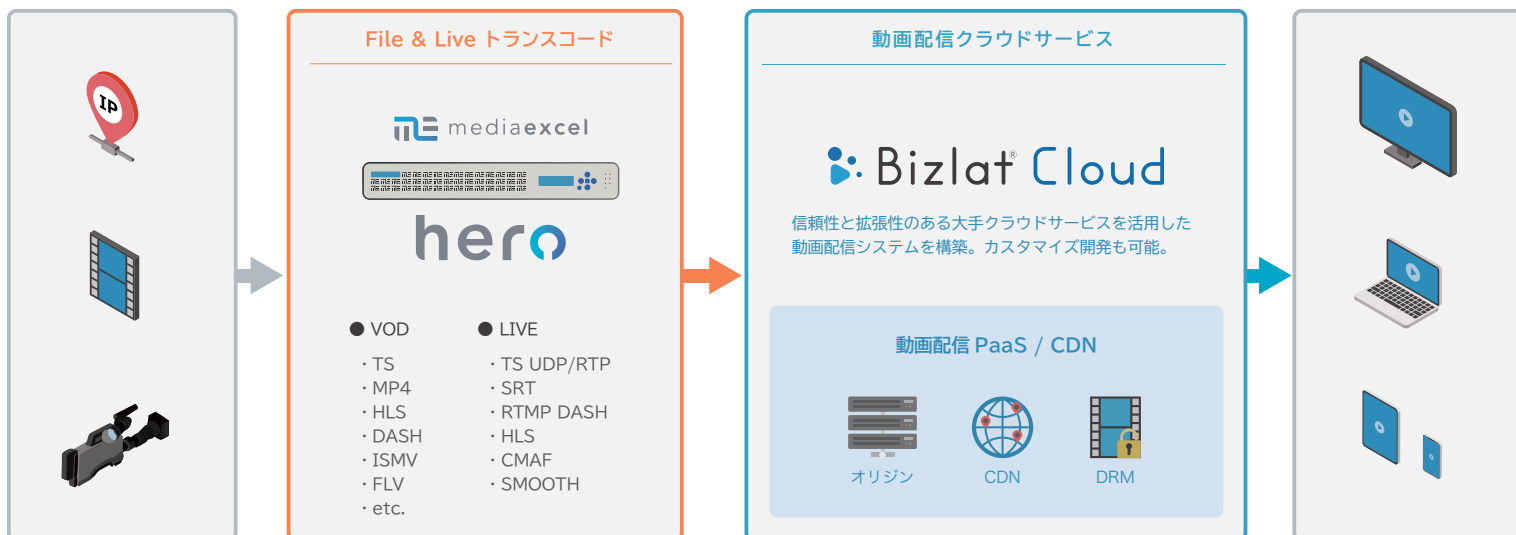 IP
File & Live トランスコード
mediaexcel
hero
● VOD
・TS
・MP4
・HLS
・DASH
・ISMV
・FLV
・etc.
● LIVE
・TS UDP/RTP
・SRT
・RTMP DASH
・HLS
・CMAF
・SMOOTH
動画配信クラウドサービス
Bizlat® Cloud
信頼性と拡張性のある大手クラウドサービスを活用した
動画配信システムを構築。カスタマイズ開発も可能。
動画配信 PaaS / CDN
オリジン
CDN
DRM